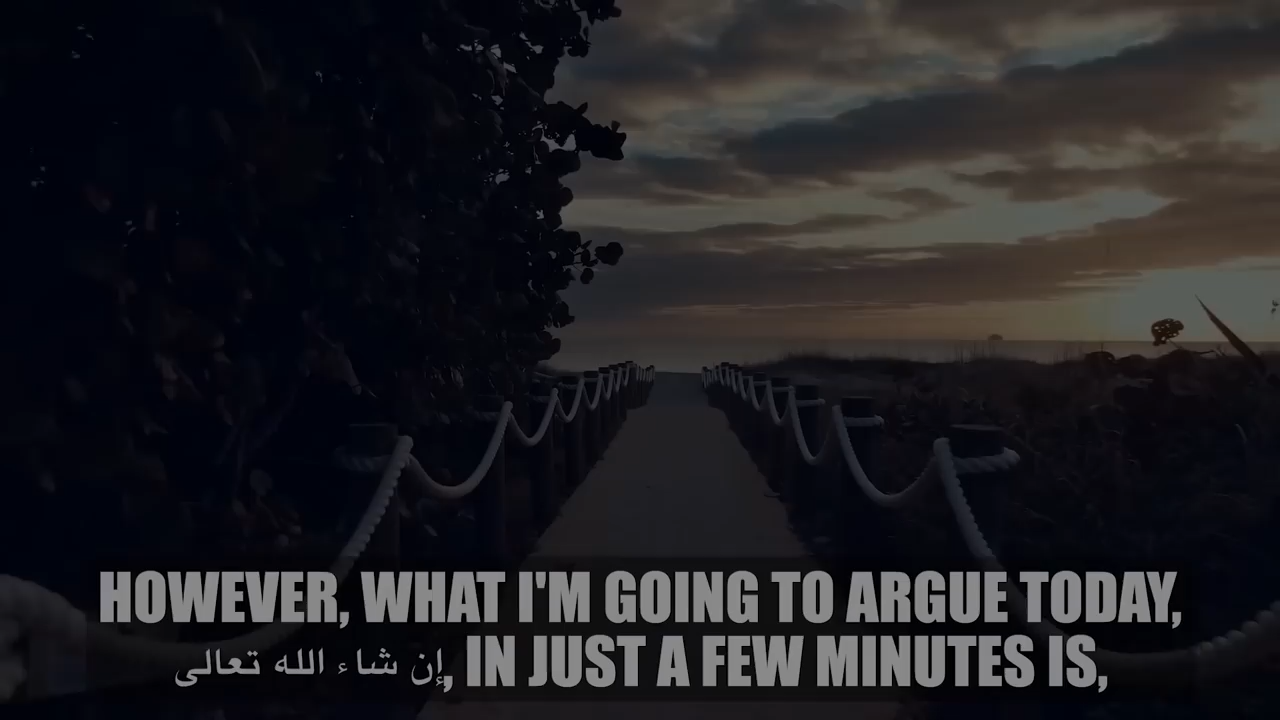 HOWEVER, WHAT I'M GOING TO ARGUE TODAY,
إن شاء الله تعالى, IN JUST A FEW MINUTES IS,